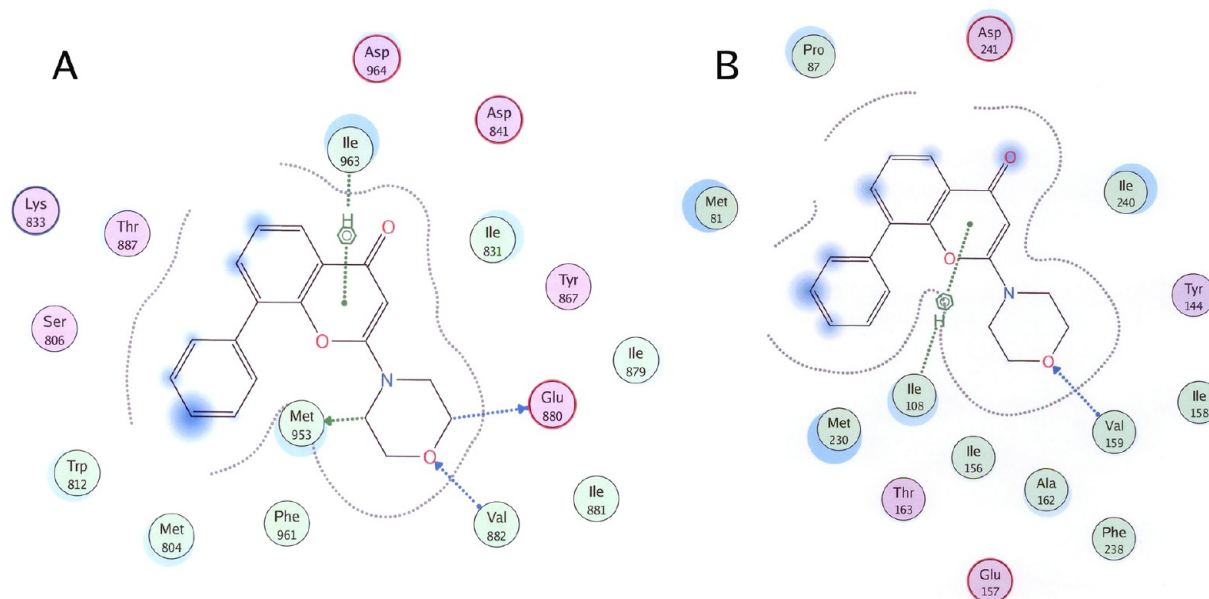 A
Asp
964
Asp
841
Ile
963
H
Lys
833
Thr
887
O
Ile
831
Tyr
867
Ser
806
O
Ile
879
N
Glu
880
Met
953
O
Trp
812
Ile
881
Phe
961
Val
882
Met
804
B
Asp
241
Pro
87
O
Ile
240
Met
81
O
N
Tyr
144
H
O
Ile
108
Ile
158
Met
230
Val
159
Ile
156
Thr
163
Ala
162
Phe
238
Glu
157